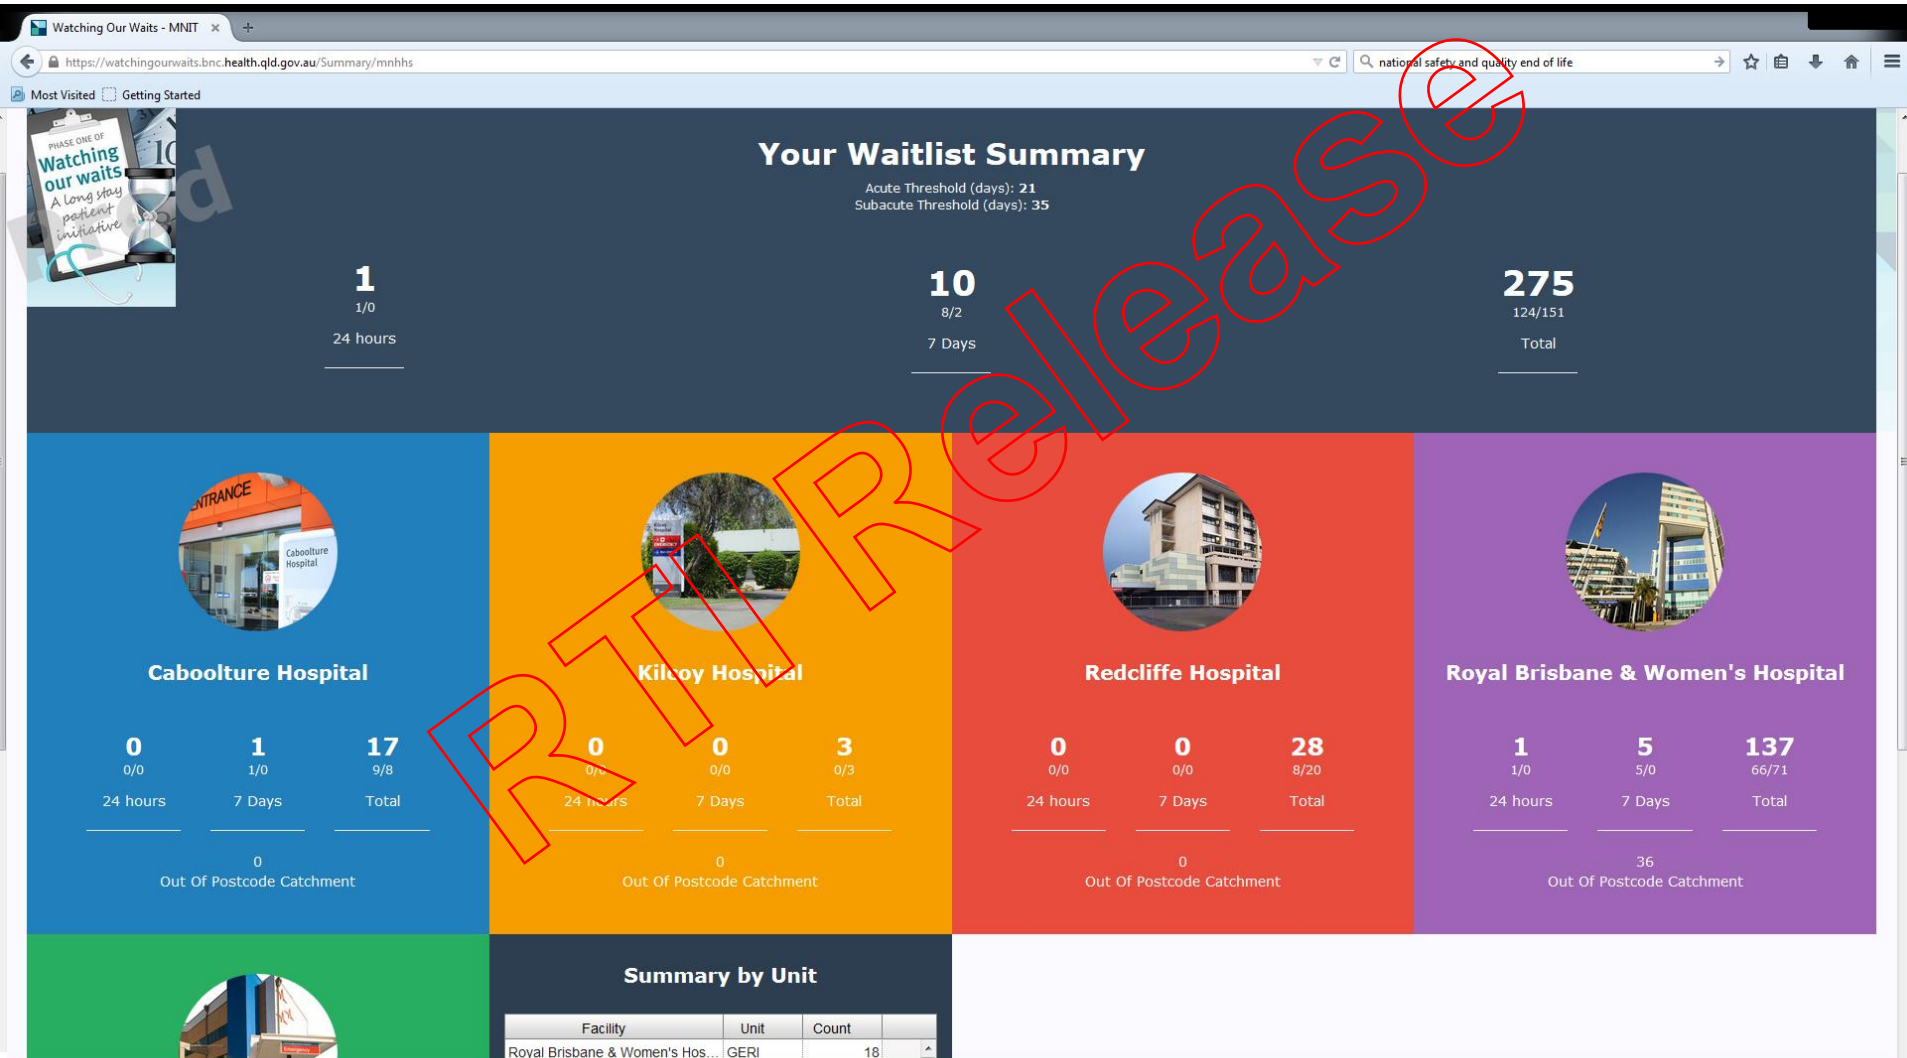 Watching Our Waits - MNIT
https://watchingourwaits.bnc.health.qld.gov.au/Summary/mnhhs
national safety and quality end of life
Most Visited
Getting Started
PHASE ONE OF
Watching
our waits
A long stay
patient
initiative
prod
Your Waitlist Summary
Acute Threshold (days): 21
Subacute Threshold (days): 35
1
1/0
24 hours
10
8/2
7 Days
275
124/151
Total
RTI Release
ENTRANCE
Caboolture
Hospital
Kilcoy
Hospital
Caboolture Hospital
0
0/0
24 hours
1
1/0
7 Days
17
9/8
Total
0
Out Of Postcode Catchment
Kilcoy Hospital
0
0/0
24 hours
0
0/0
7 Days
3
0/3
Total
0
Out Of Postcode Catchment
Redcliffe Hospital
0
0/0
24 hours
0
0/0
7 Days
28
8/20
Total
0
Out Of Postcode Catchment
Royal Brisbane & Women's Hospital
1
1/0
24 hours
5
5/0
7 Days
137
66/71
Total
36
Out Of Postcode Catchment
Emergency
Summary by Unit
Facility Unit Count
Royal Brisbane & Women's Hos... GERI 18